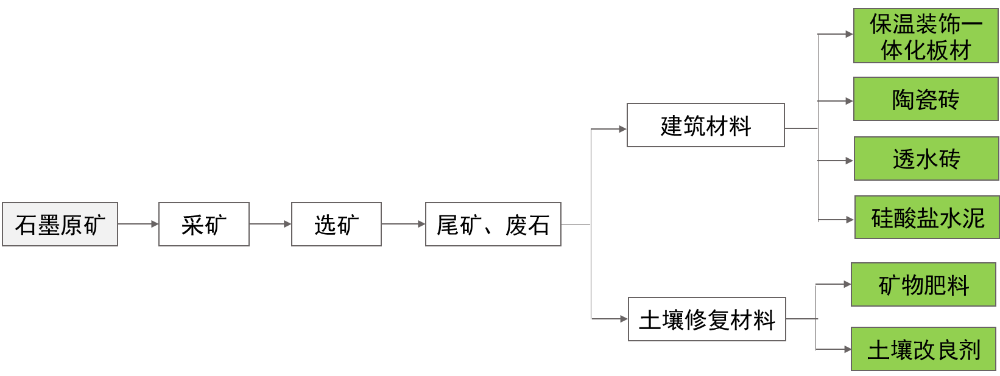 石墨原矿
采矿
选矿
尾矿、废石
建筑材料
保温装饰一
体化板材
陶瓷砖
透水砖
硅酸盐水泥
土壤修复材料
矿物肥料
土壤改良剂